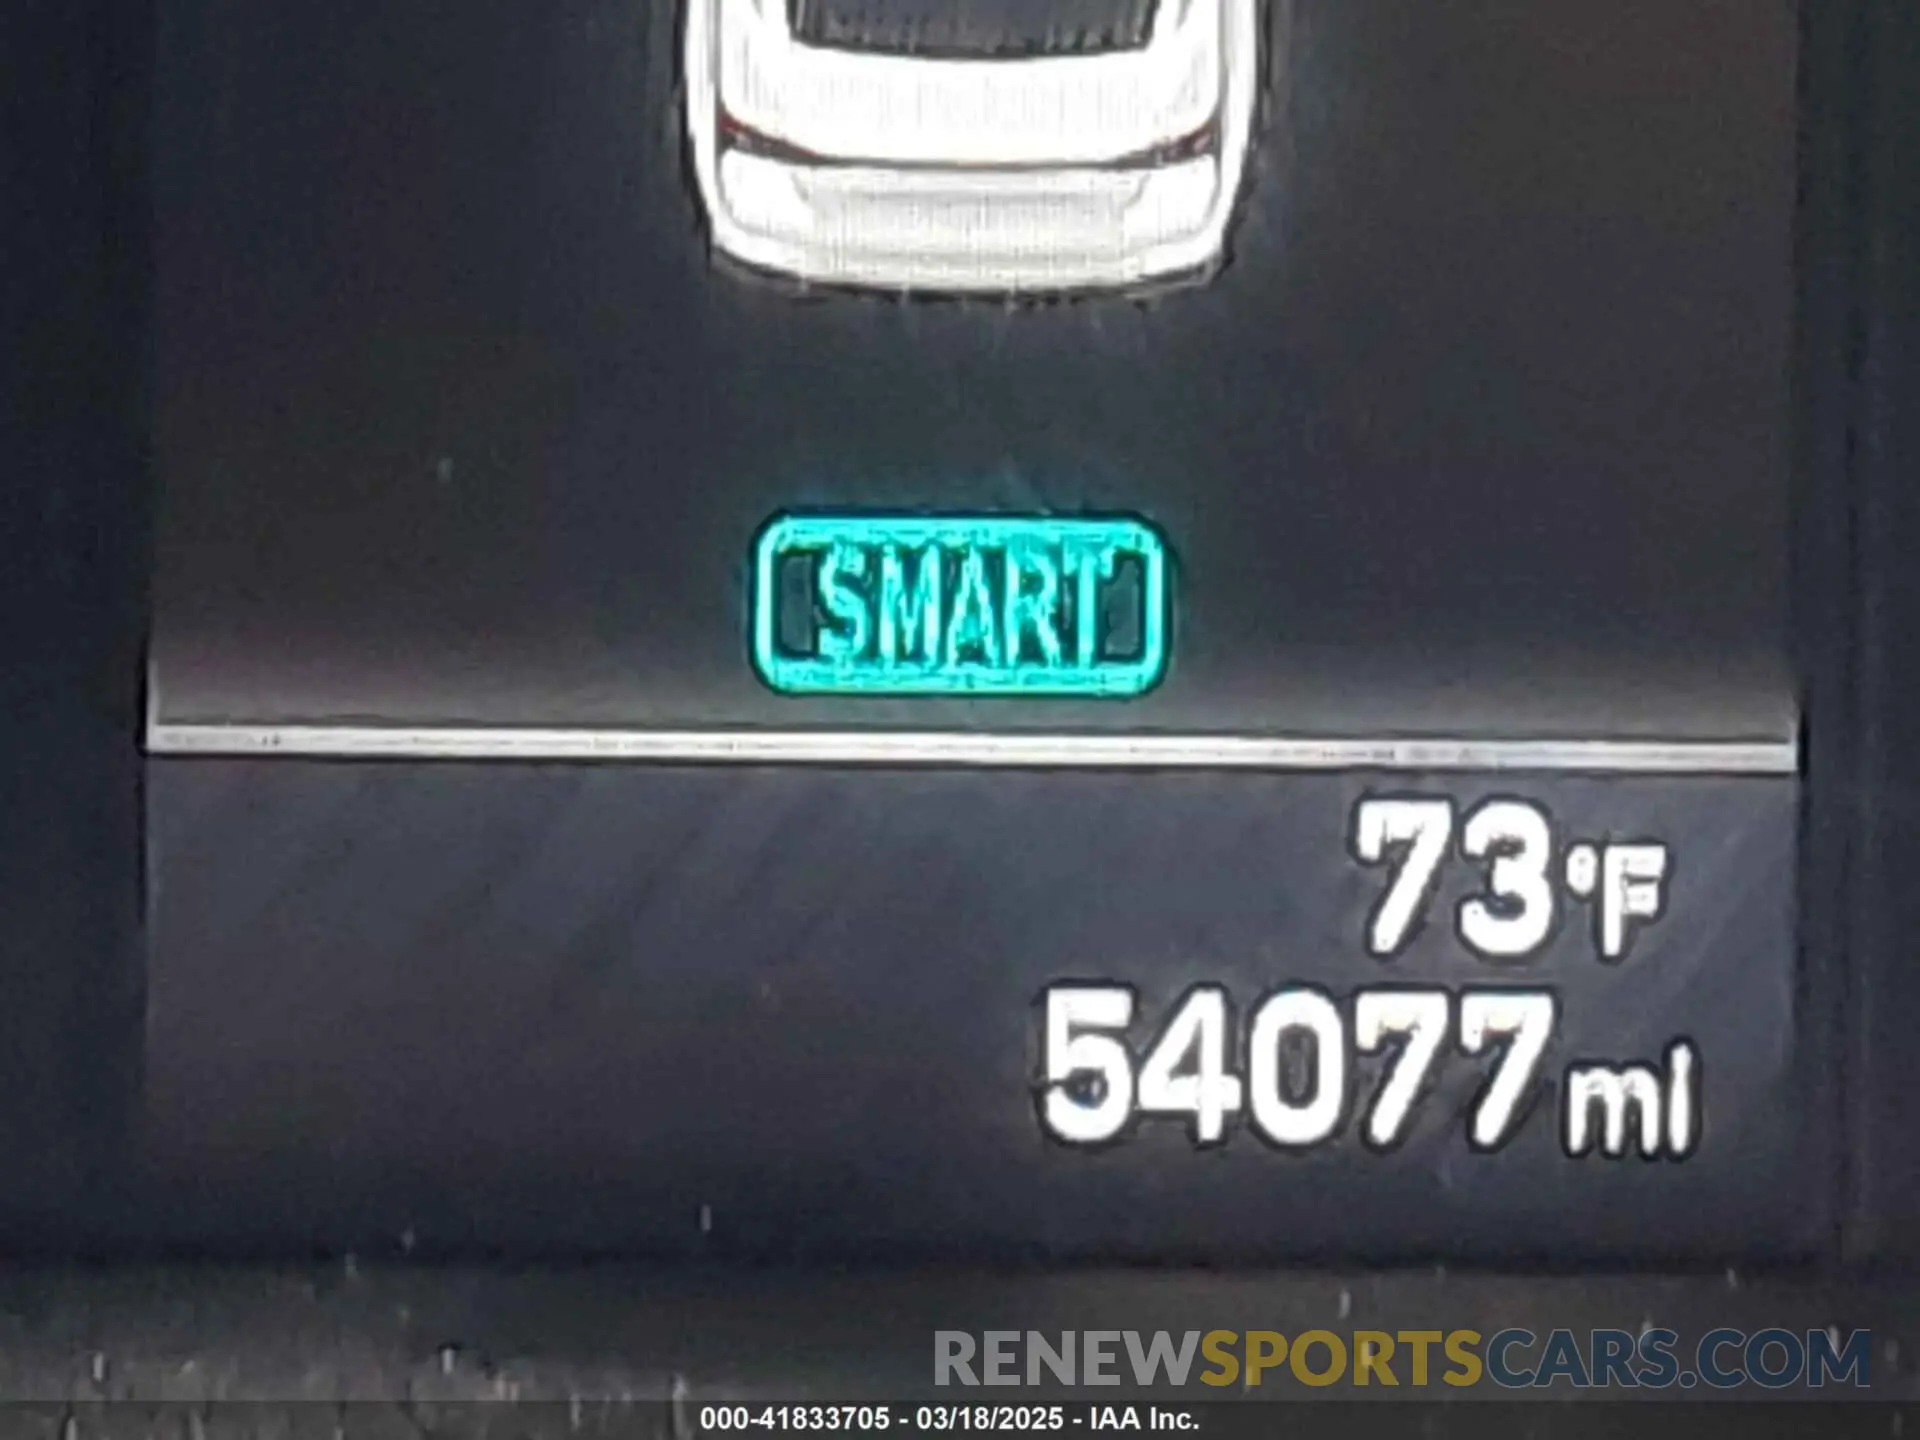 SMART
73°F
54077 mi
RENEWSPORTSCARS.COM
000-41833705 - 03/18/2025 - IAA Inc.